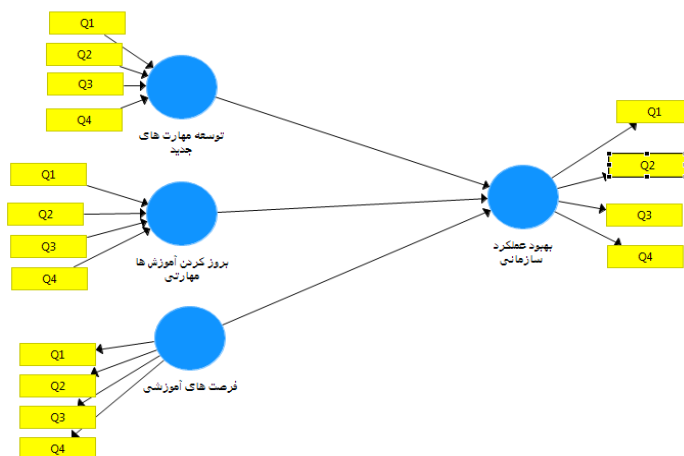 Q1
Q2
Q3
Q4
توسعه مهارت های
جدید
Q1
Q2
Q3
Q4
بروز کردن آموزش ها
مهارتی
Q1
Q2
Q3
Q4
فرصت های آموزشی
بهبود عملکرد
سازمانی
Q1
Q2
Q3
Q4